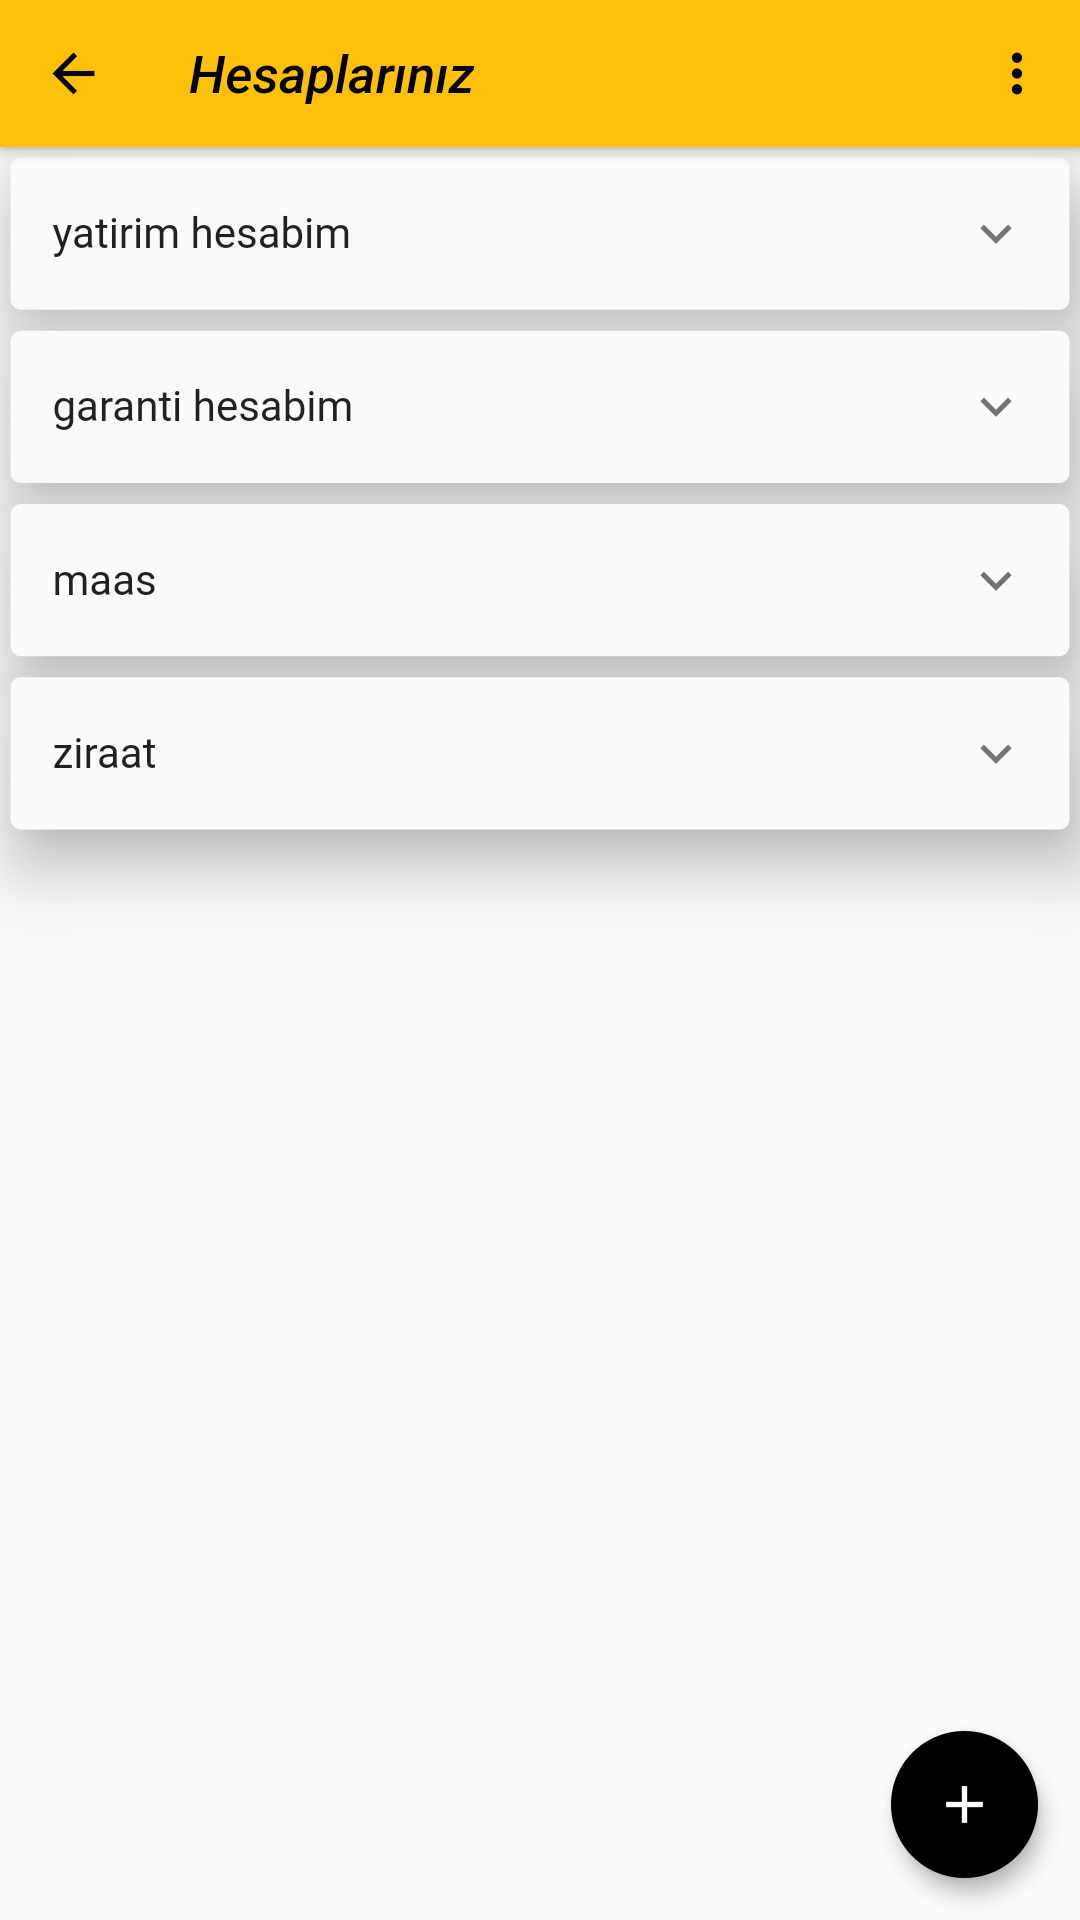 Hesaplarınız
yatirim hesabim
garanti hesabim
maas
ziraat